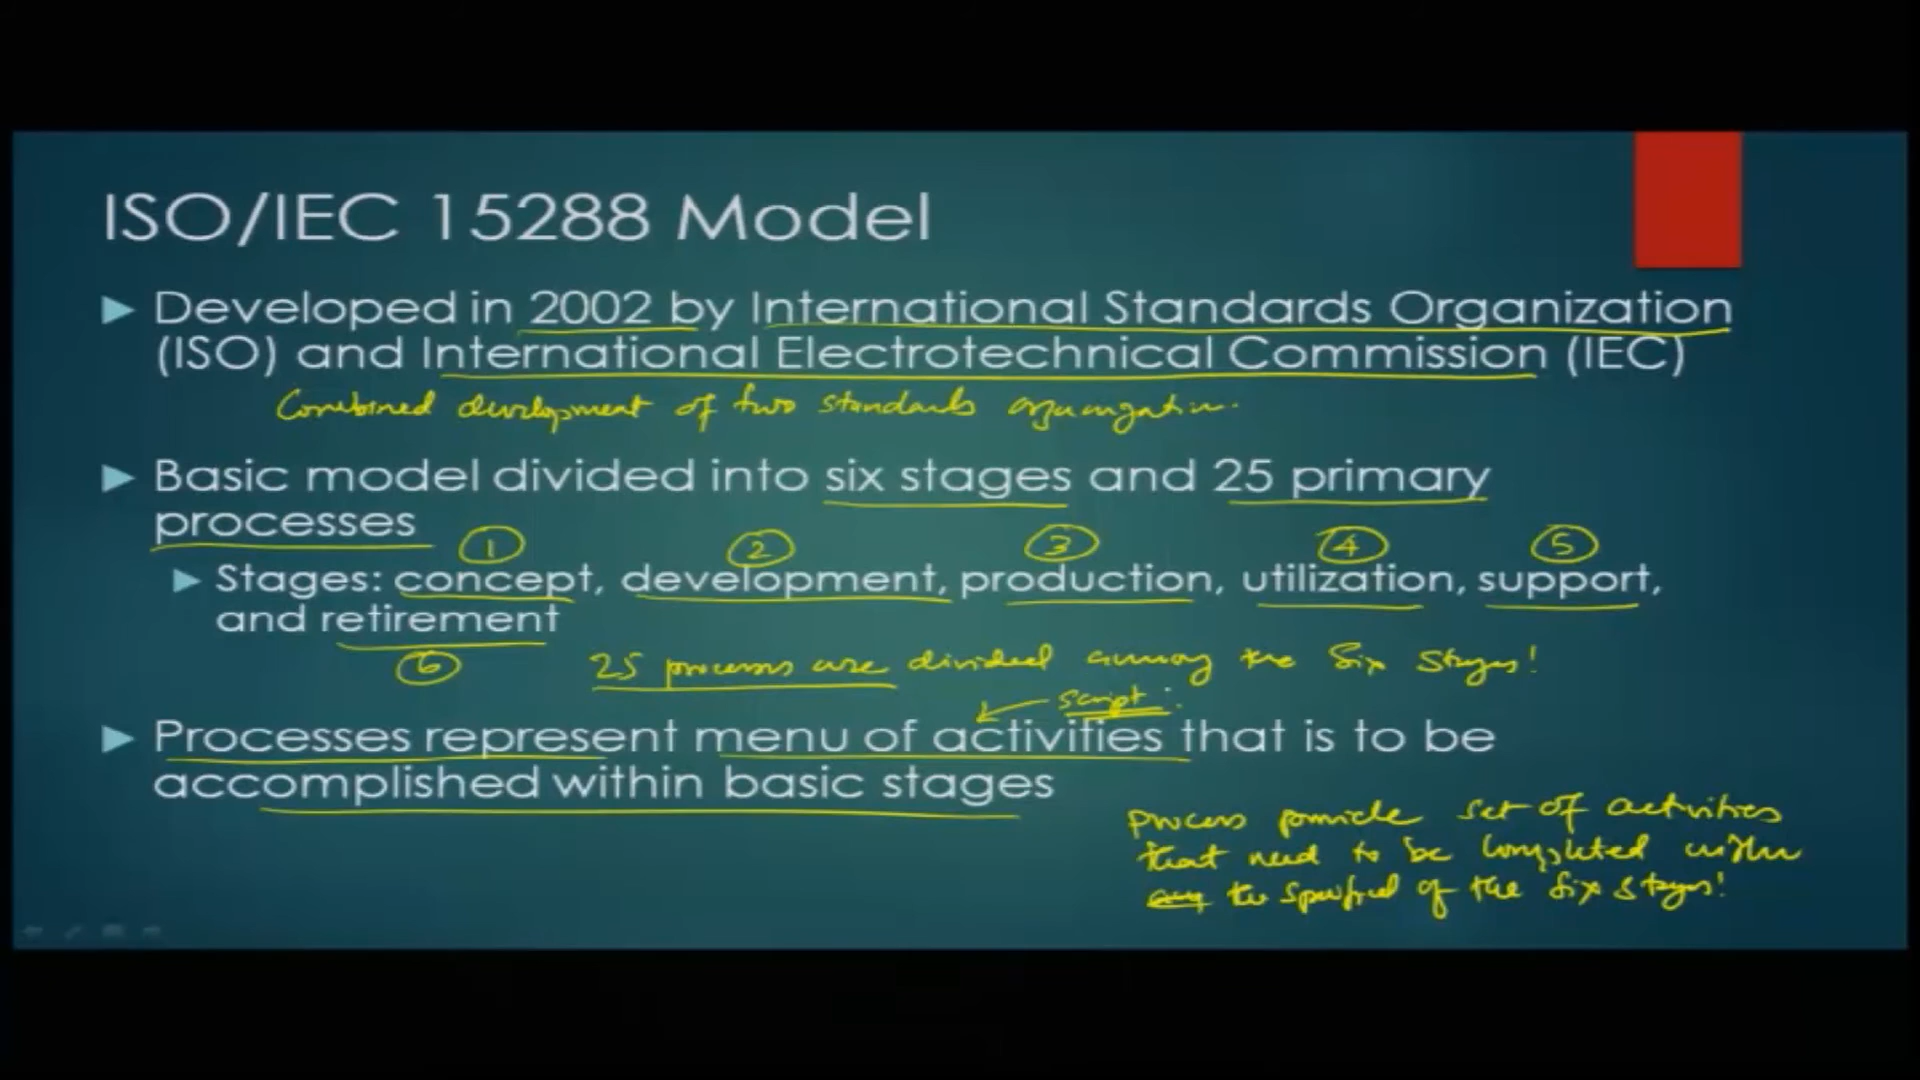 ISO/IEC 15288 Model
Developed in 2002 by International Standards Organization
(ISO) and International Electrotechnical Commission (IEC)
Combined development of two standards organization.
Basic model divided into six stages and 25 primary
processes
1 2 3 4 5
Stages: concept, development, production, utilization, support,
and retirement
6 25 processes are divided among the six stages!
script:
Processes represent menu of activities that is to be
accomplished within basic stages
Process provide set of activities
that need to be completed within
any the specified of the six stages!